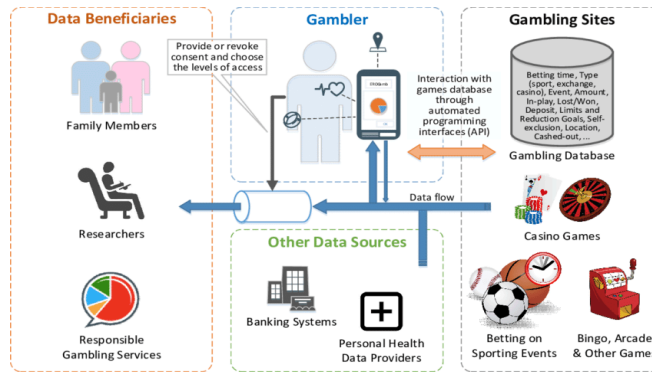 Data Beneficiaries
Family Members
Researchers
Responsible
Gambling Services
Gambler
Provide or revoke
consent and choose
the levels of access
Interaction with
games database
through
automated
programming
interfaces (API)
Data flow
Other Data Sources
Banking Systems
Personal Health
Data Providers
Gambling Sites
Betting time, Type
(sport, exchange,
casino), Event, Amount,
In-play, Lost/Won,
Deposit, Limits and
Reduction Goals, Self-
exclusion, Location,
Cashed-out, ...
Gambling Database
Casino Games
Betting on
Sporting Events
Bingo, Arcade
& Other Games